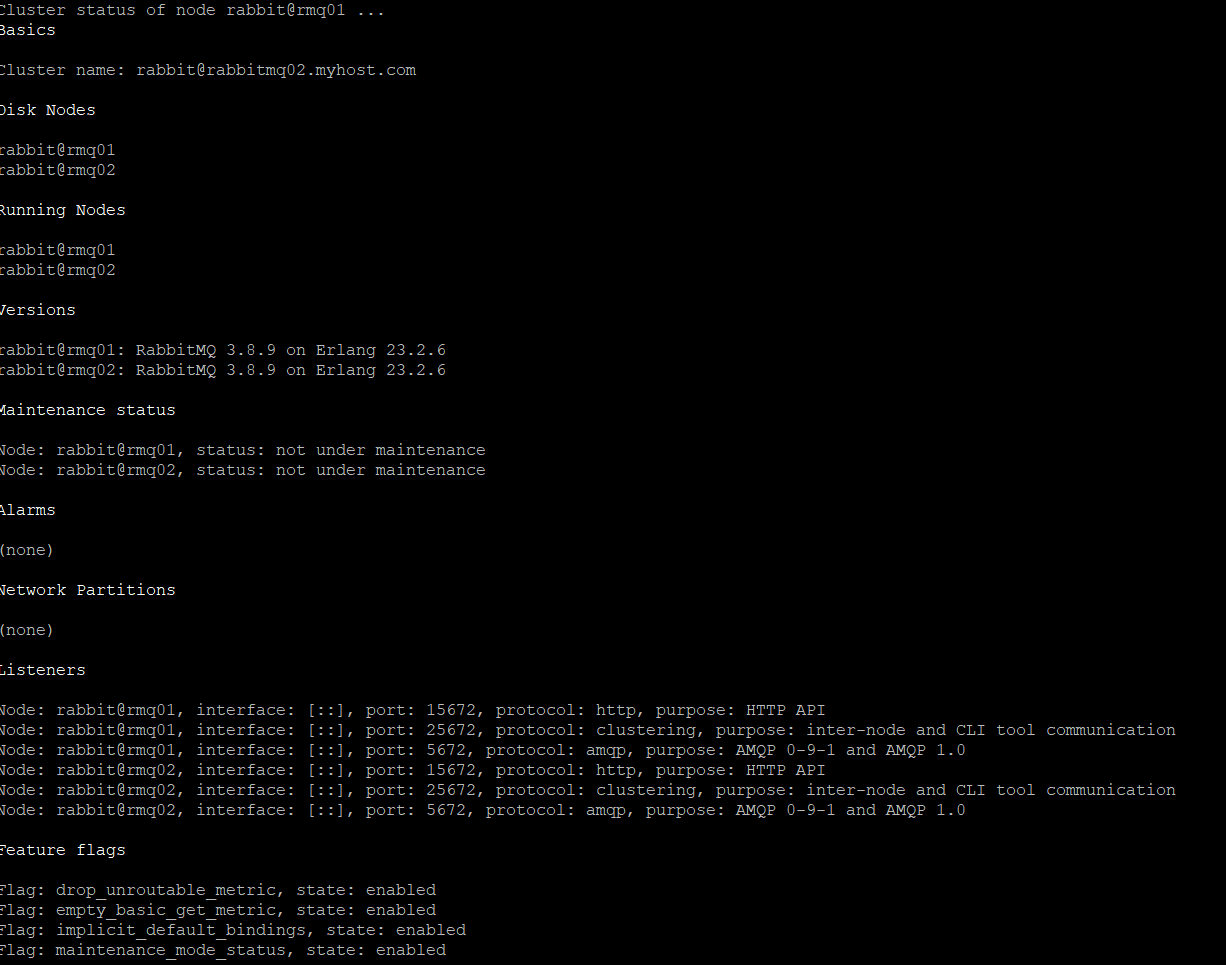 Cluster status of node rabbit@rmq01 ...
Basics
Cluster name: rabbit@rabbitmq02.myhost.com
Disk Nodes
rabbit@rmq01
rabbit@rmq02
Running Nodes
rabbit@rmq01
rabbit@rmq02
Versions
rabbit@rmq01: RabbitMQ 3.8.9 on Erlang 23.2.6
rabbit@rmq02: RabbitMQ 3.8.9 on Erlang 23.2.6
Maintenance status
Node: rabbit@rmq01, status: not under maintenance
Node: rabbit@rmq02, status: not under maintenance
Alarms
(none)
Network Partitions
(none)
Listeners
Node: rabbit@rmq01, interface: [::], port: 15672, protocol: http, purpose: HTTP API
Node: rabbit@rmq01, interface: [::], port: 25672, protocol: clustering, purpose: inter-node and CLI tool communication
Node: rabbit@rmq01, interface: [::], port: 5672, protocol: amqp, purpose: AMQP 0-9-1 and AMQP 1.0
Node: rabbit@rmq02, interface: [::], port: 15672, protocol: http, purpose: HTTP API
Node: rabbit@rmq02, interface: [::], port: 25672, protocol: clustering, purpose: inter-node and CLI tool communication
Node: rabbit@rmq02, interface: [::], port: 5672, protocol: amqp, purpose: AMQP 0-9-1 and AMQP 1.0
Feature flags
Flag: drop_unroutable_metric, state: enabled
Flag: empty_basic_get_metric, state: enabled
Flag: implicit_default_bindings, state: enabled
Flag: maintenance_mode_status, state: enabled